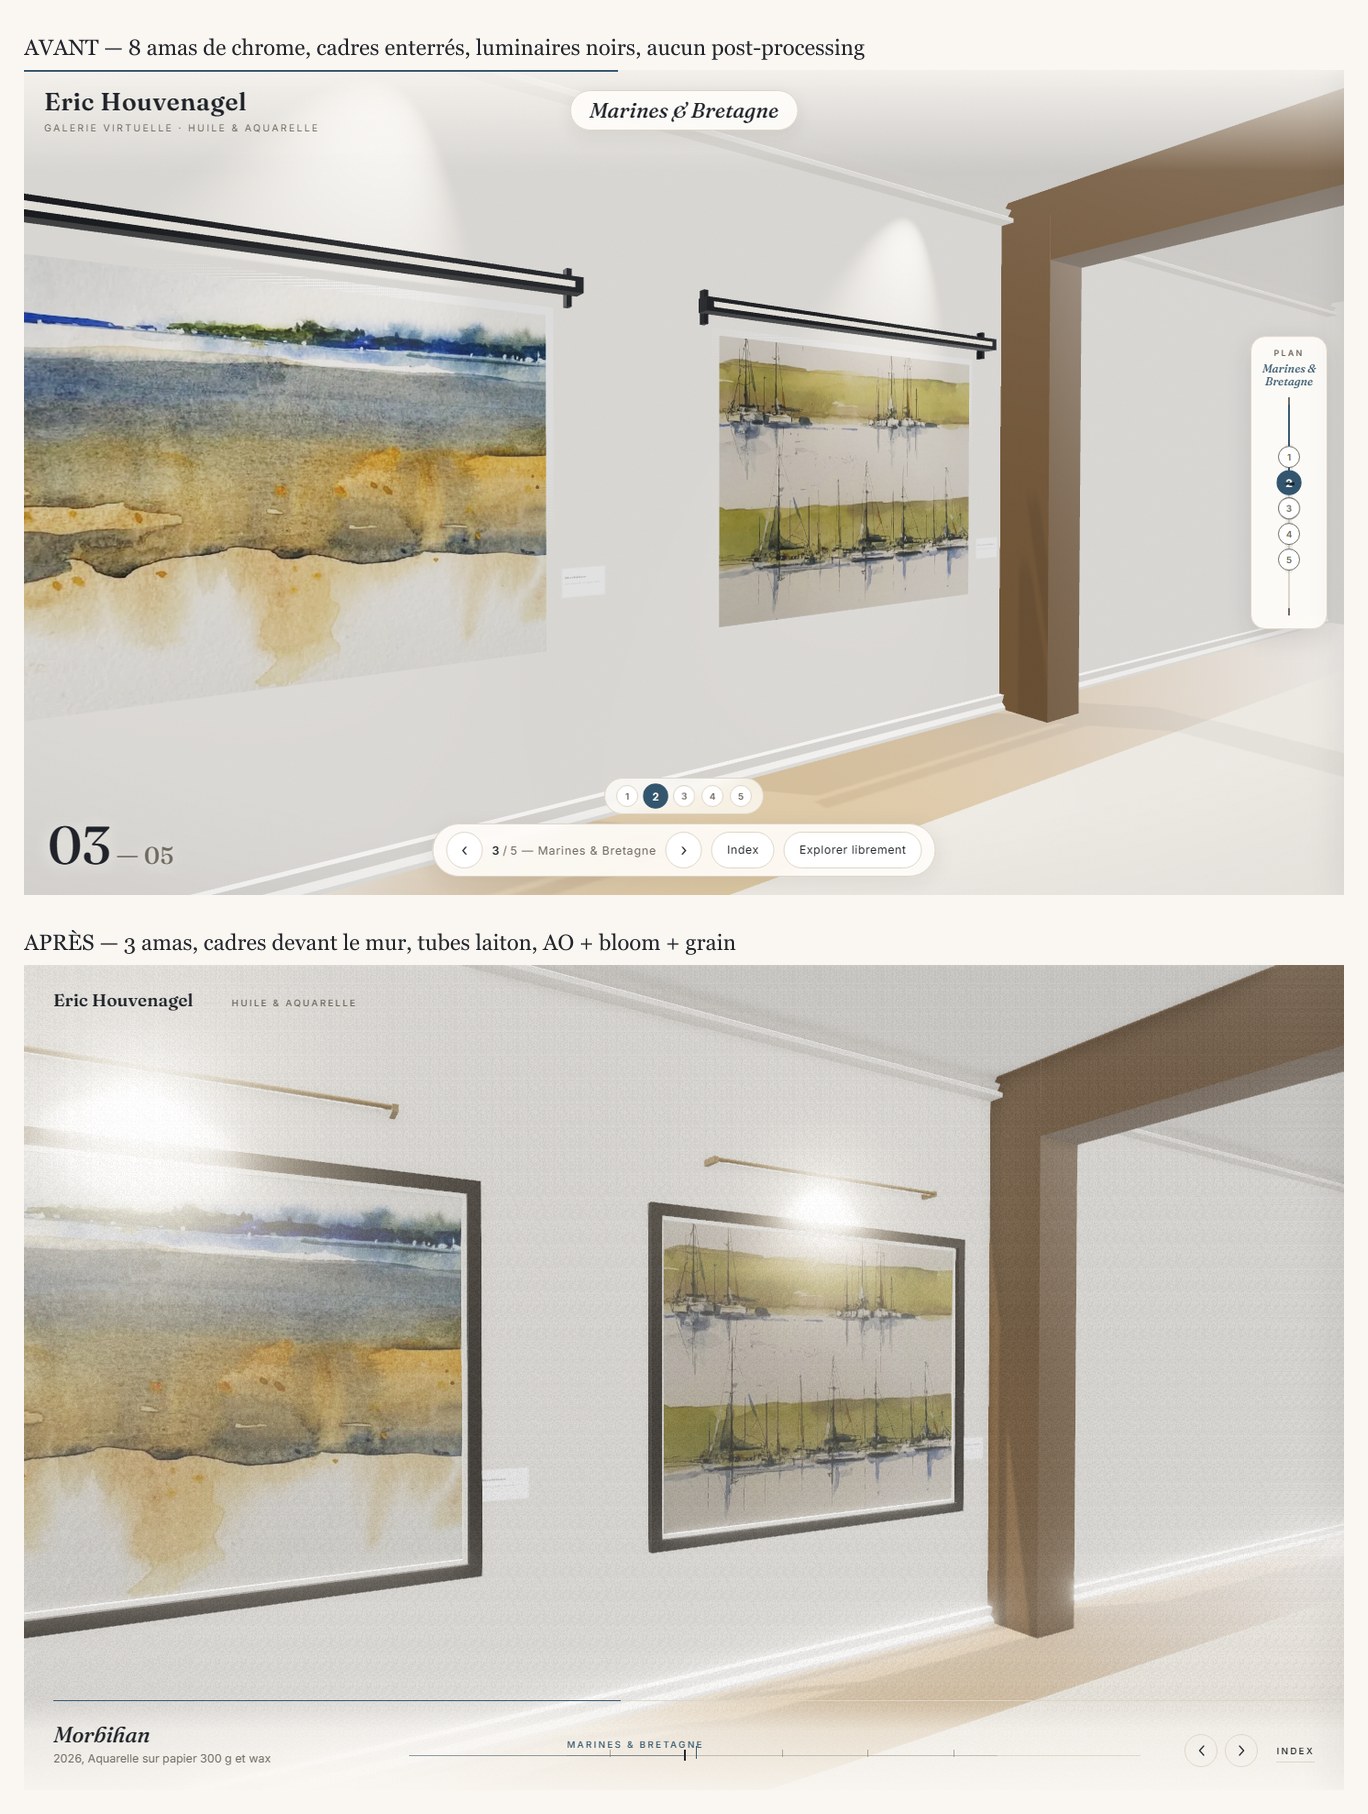 AVANT — 8 amas de chrome, cadres enterrés, luminaires noirs, aucun post-processing
Eric Houvenagel
GALERIE VIRTUELLE · HUILE & AQUARELLE
Marines & Bretagne
PLAN
Marines &
Bretagne
1
2
3
4
5
1 2 3 4 5
03 — 05
3 / 5 — Marines & Bretagne Index Explorer librement
APRÈS — 3 amas, cadres devant le mur, tubes laiton, AO + bloom + grain
Eric Houvenagel HUILE & AQUARELLE
Morbihan
2026, Aquarelle sur papier 300 g et wax
MARINES & BRETAGNE
INDEX